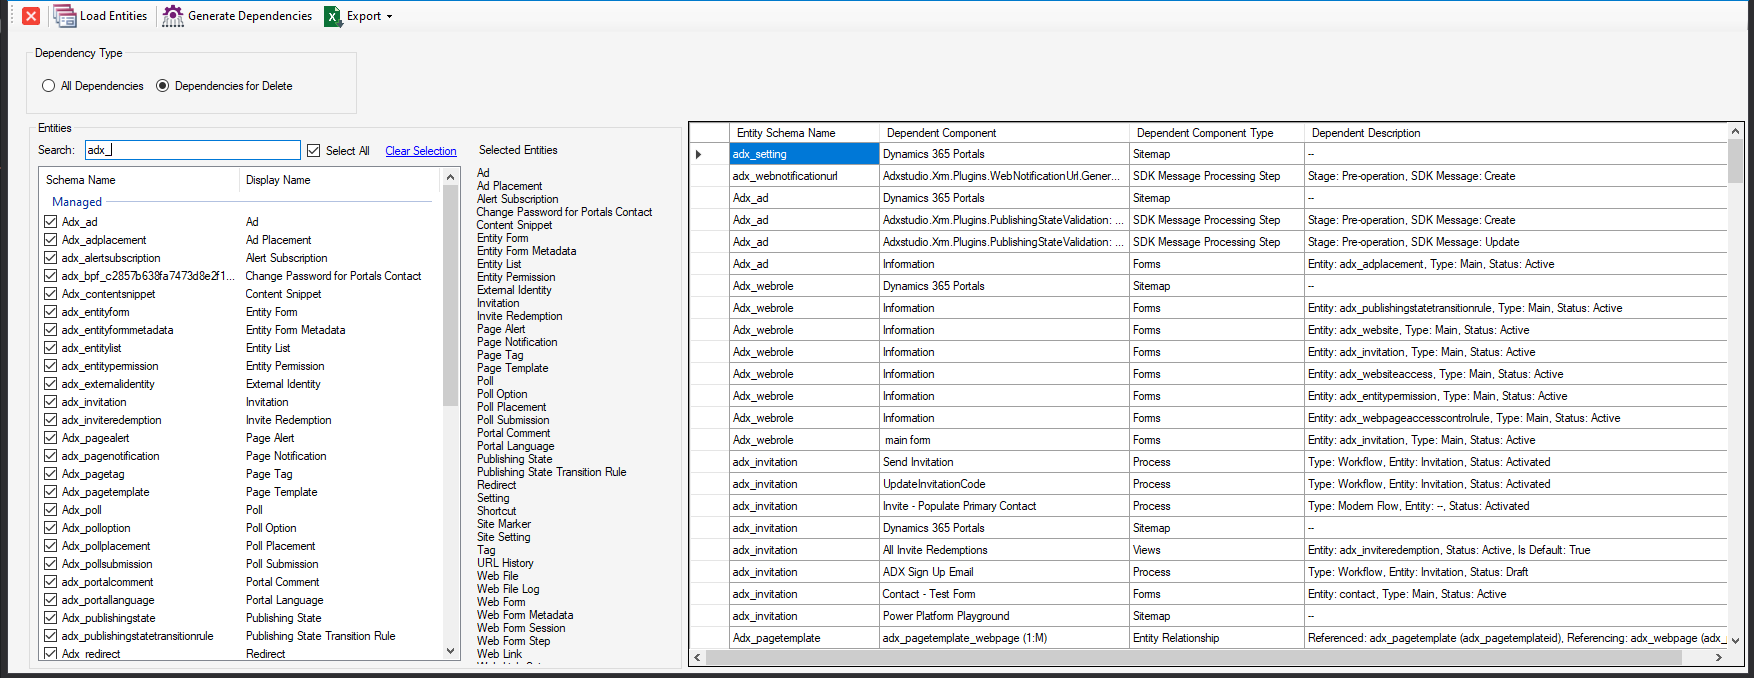 Load Entities Generate Dependencies Export
Dependency Type
All Dependencies Dependencies for Delete
Entities
Search: adx_ Select All Clear Selection
Schema Name Display Name
Managed
Adx_ad Ad
Adx_adplacement Ad Placement
adx_alertsubscription Alert Subscription
adx_bpf_c2857b638fa7473d8e2f1... Change Password for Portals Contact
Adx_contentsnippet Content Snippet
adx_entityform Entity Form
adx_entityformmetadata Entity Form Metadata
adx_entitylist Entity List
adx_entitypermission Entity Permission
adx_externalidentity External Identity
adx_invitation Invitation
adx_inviteredemption Invite Redemption
Adx_pagealert Page Alert
adx_pagenotification Page Notification
Adx_pagetag Page Tag
Adx_pagetemplate Page Template
Adx_poll Poll
Adx_polloption Poll Option
Adx_pollplacement Poll Placement
Adx_pollsubmission Poll Submission
adx_portalcomment Portal Comment
adx_portallanguage Portal Language
Adx_publishingstate Publishing State
adx_publishingstatetransitionrule Publishing State Transition Rule
Adx_redirect Redirect
Selected Entities
Ad
Ad Placement
Alert Subscription
Change Password for Portals Contact
Content Snippet
Entity Form
Entity Form Metadata
Entity List
Entity Permission
External Identity
Invitation
Invite Redemption
Page Alert
Page Notification
Page Tag
Page Template
Poll
Poll Option
Poll Placement
Poll Submission
Portal Comment
Portal Language
Publishing State
Publishing State Transition Rule
Redirect
Setting
Shortcut
Site Marker
Site Setting
Tag
URL History
Web File
Web File Log
Web Form
Web Form Metadata
Web Form Session
Web Form Step
Web Link
Entity Schema Name Dependent Component Dependent Component Type Dependent Description
adx_setting Dynamics 365 Portals Sitemap --
adx_webnotificationurl Adxstudio.Xrm.Plugins.WebNotificationUrl.Gener... SDK Message Processing Step Stage: Pre-operation, SDK Message: Create
Adx_ad Dynamics 365 Portals Sitemap --
Adx_ad Adxstudio.Xrm.Plugins.PublishingStateValidation: ... SDK Message Processing Step Stage: Pre-operation, SDK Message: Create
Adx_ad Adxstudio.Xrm.Plugins.PublishingStateValidation: ... SDK Message Processing Step Stage: Pre-operation, SDK Message: Update
Adx_ad Information Forms Entity: adx_adplacement, Type: Main, Status: Active
Adx_webrole Dynamics 365 Portals Sitemap --
Adx_webrole Information Forms Entity: adx_publishingstatetransitionrule, Type: Main, Status: Active
Adx_webrole Information Forms Entity: adx_website, Type: Main, Status: Active
Adx_webrole Information Forms Entity: adx_invitation, Type: Main, Status: Active
Adx_webrole Information Forms Entity: adx_websiteaccess, Type: Main, Status: Active
Adx_webrole Information Forms Entity: adx_entitypermission, Type: Main, Status: Active
Adx_webrole Information Forms Entity: adx_webpageaccesscontrolrule, Type: Main, Status: Active
Adx_webrole main form Forms Entity: adx_invitation, Type: Main, Status: Active
adx_invitation Send Invitation Process Type: Workflow, Entity: Invitation, Status: Activated
adx_invitation UpdateInvitationCode Process Type: Workflow, Entity: Invitation, Status: Activated
adx_invitation Invite - Populate Primary Contact Process Type: Modern Flow, Entity: --, Status: Activated
adx_invitation Dynamics 365 Portals Sitemap --
adx_invitation All Invite Redemptions Views Entity: adx_inviteredemption, Status: Active, Is Default: True
adx_invitation ADX Sign Up Email Process Type: Workflow, Entity: Invitation, Status: Draft
adx_invitation Contact - Test Form Forms Entity: contact, Type: Main, Status: Active
adx_invitation Power Platform Playground Sitemap --
Adx_pagetemplate adx_pagetemplate_webpage (1:M) Entity Relationship Referenced: adx_pagetemplate (adx_pagetemplateid), Referencing: adx_webpage (adx_